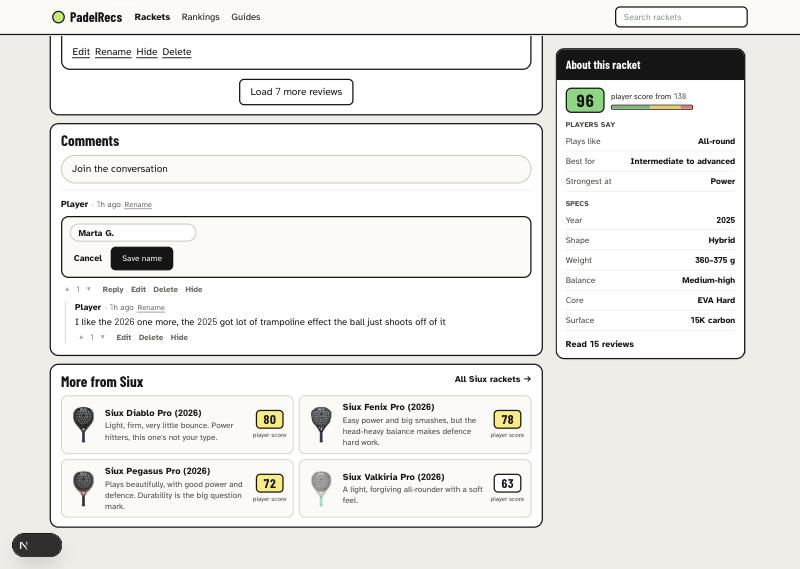 PadelRecs
Rackets
Rankings
Guides
Search rackets
Edit Rename Hide Delete
Load 7 more reviews
Comments
Join the conversation
Player · 1h ago Rename
Marta G.
Cancel
Save name
▲ 1 ▼ Reply Edit Delete Hide
Player · 1h ago Rename
I like the 2026 one more, the 2025 got lot of trampoline effect the ball just shoots off of it
▲ 1 ▼ Edit Delete Hide
More from Siux
All Siux rackets →
Siux Diablo Pro (2026)
Light, firm, very little bounce. Power
hitters, this one's not your type.
80
player score
Siux Fenix Pro (2026)
Easy power and big smashes, but the
head-heavy balance makes defence
hard work.
78
player score
Siux Pegasus Pro (2026)
Plays beautifully, with good power and
defence. Durability is the big question
mark.
72
player score
Siux Valkiria Pro (2026)
A light, forgiving all-rounder with a soft
feel.
63
player score
About this racket
96
player score from 138
PLAYERS SAY
Plays like All-round
Best for Intermediate to advanced
Strongest at Power
SPECS
Year 2025
Shape Hybrid
Weight 360–375 g
Balance Medium-high
Core EVA Hard
Surface 15K carbon
Read 15 reviews
N